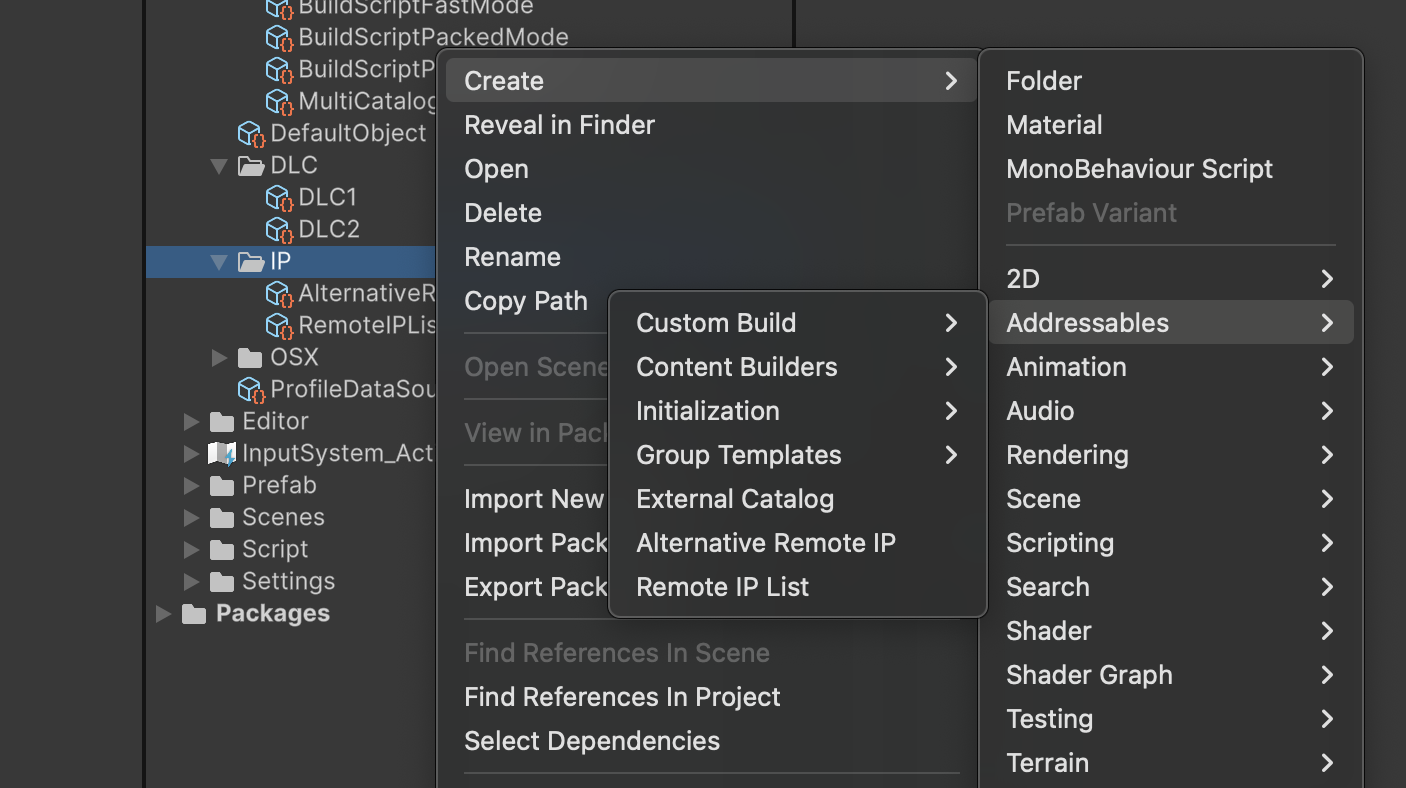 BuildScriptFastMode
BuildScriptPackedMode
BuildScriptP
MultiCatalog
DefaultObject
DLC
DLC1
DLC2
IP
AlternativeR
RemoteIPLis
OSX
ProfileDataSou
Editor
InputSystem_Act
Prefab
Scenes
Script
Settings
Packages
Create
Reveal in Finder
Open
Delete
Rename
Copy Path
Open Scene
View in Pack
Import New
Import Pack
Export Pack
Find References In Scene
Find References In Project
Select Dependencies
Custom Build
Content Builders
Initialization
Group Templates
External Catalog
Alternative Remote IP
Remote IP List
Folder
Material
MonoBehaviour Script
Prefab Variant
2D
Addressables
Animation
Audio
Rendering
Scene
Scripting
Search
Shader
Shader Graph
Testing
Terrain